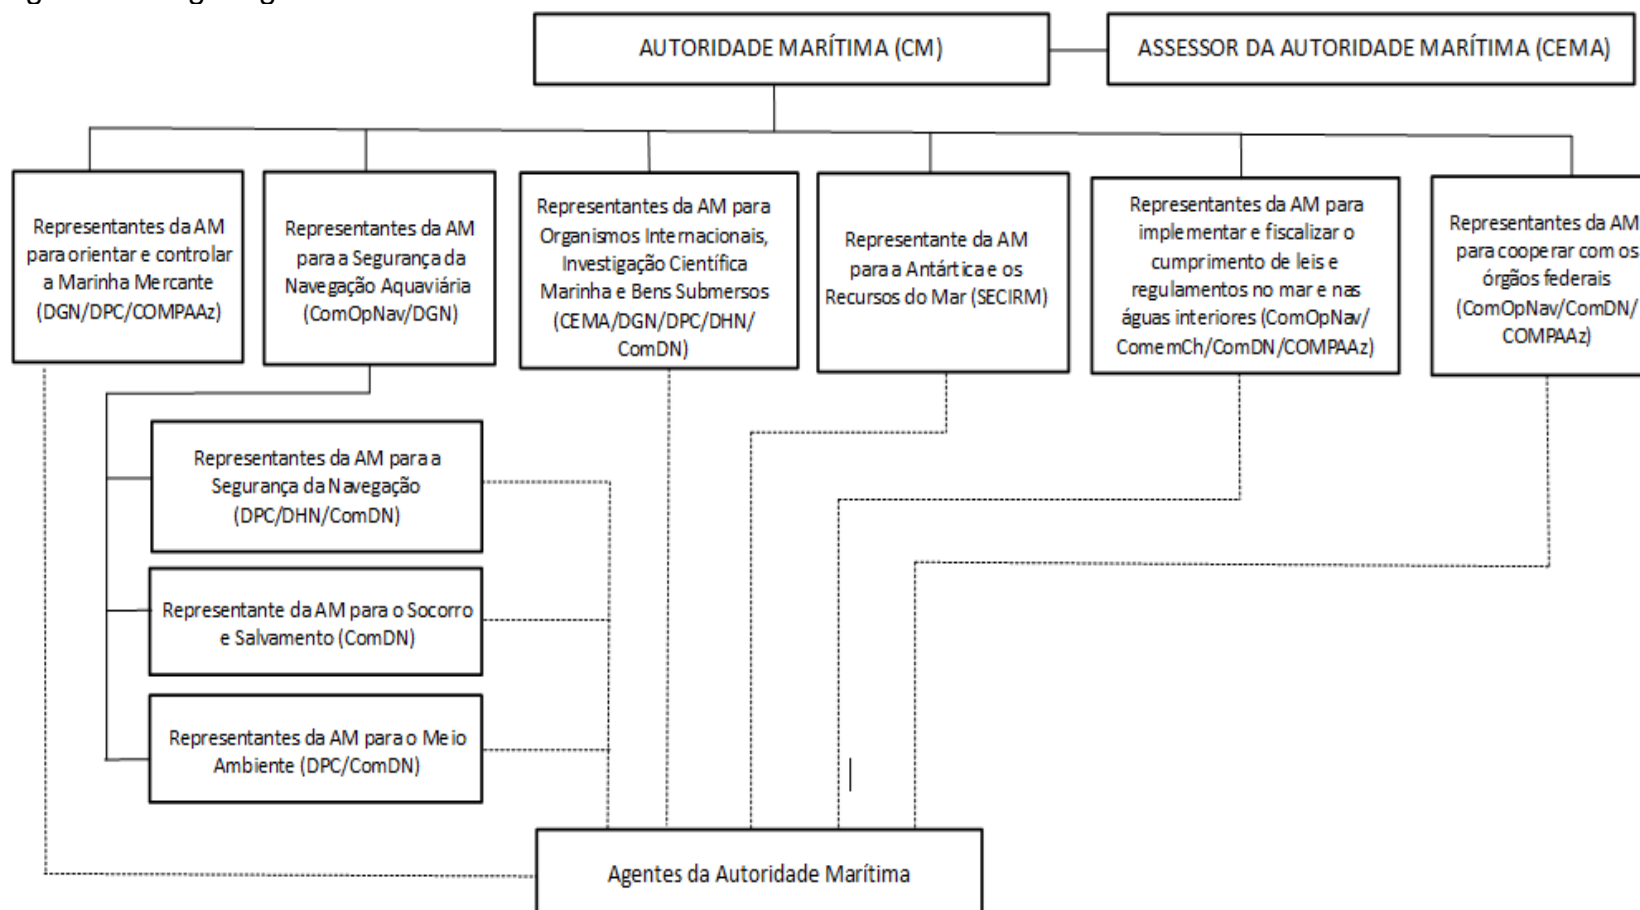 AUTORIDADE MARÍTIMA (CM)
ASSESSOR DA AUTORIDADE MARÍTIMA (CEMA)
Representantes da AM
para orientar e controlar
a Marinha Mercante
(DGN/DPC/COMPAAz)
Representantes da AM
para a Segurança da
Navegação Aquaviária
(ComOpNav/DGN)
Representantes da AM para
Organismos Internacionais,
Investigação Científica
Marinha e Bens Submersos
(CEMA/DGN/DPC/DHN/
ComDN)
Representante da AM
para a Antártica e os
Recursos do Mar (SECIRM)
Representantes da AM para
implementar e fiscalizar o
cumprimento de leis e
regulamentos no mar e nas
águas interiores (ComOpNav/
ComemCh/ComDN/COMPAAz)
Representantes da AM
para cooperar com os
órgãos federais
(ComOpNav/ComDN/
COMPAAz)
Representantes da AM para a
Segurança da Navegação
(DPC/DHN/ComDN)
Representante da AM para o Socorro
e Salvamento (ComDN)
Representantes da AM para o Meio
Ambiente (DPC/ComDN)
Agentes da Autoridade Marítima